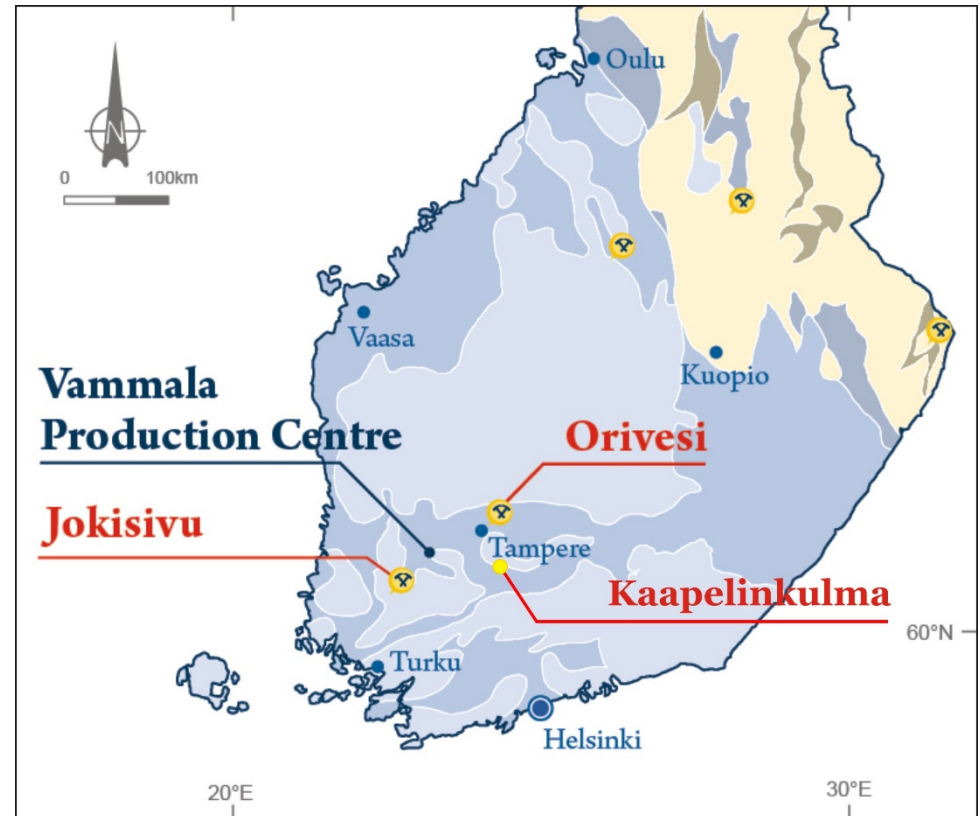 Oulu
N
0 100km
Vaasa
Kuopio
Vammala
Production Centre
Orivesi
Jokisivu
Tampere
Kaapelinkulma
60°N
Turku
Helsinki
20°E
30°E